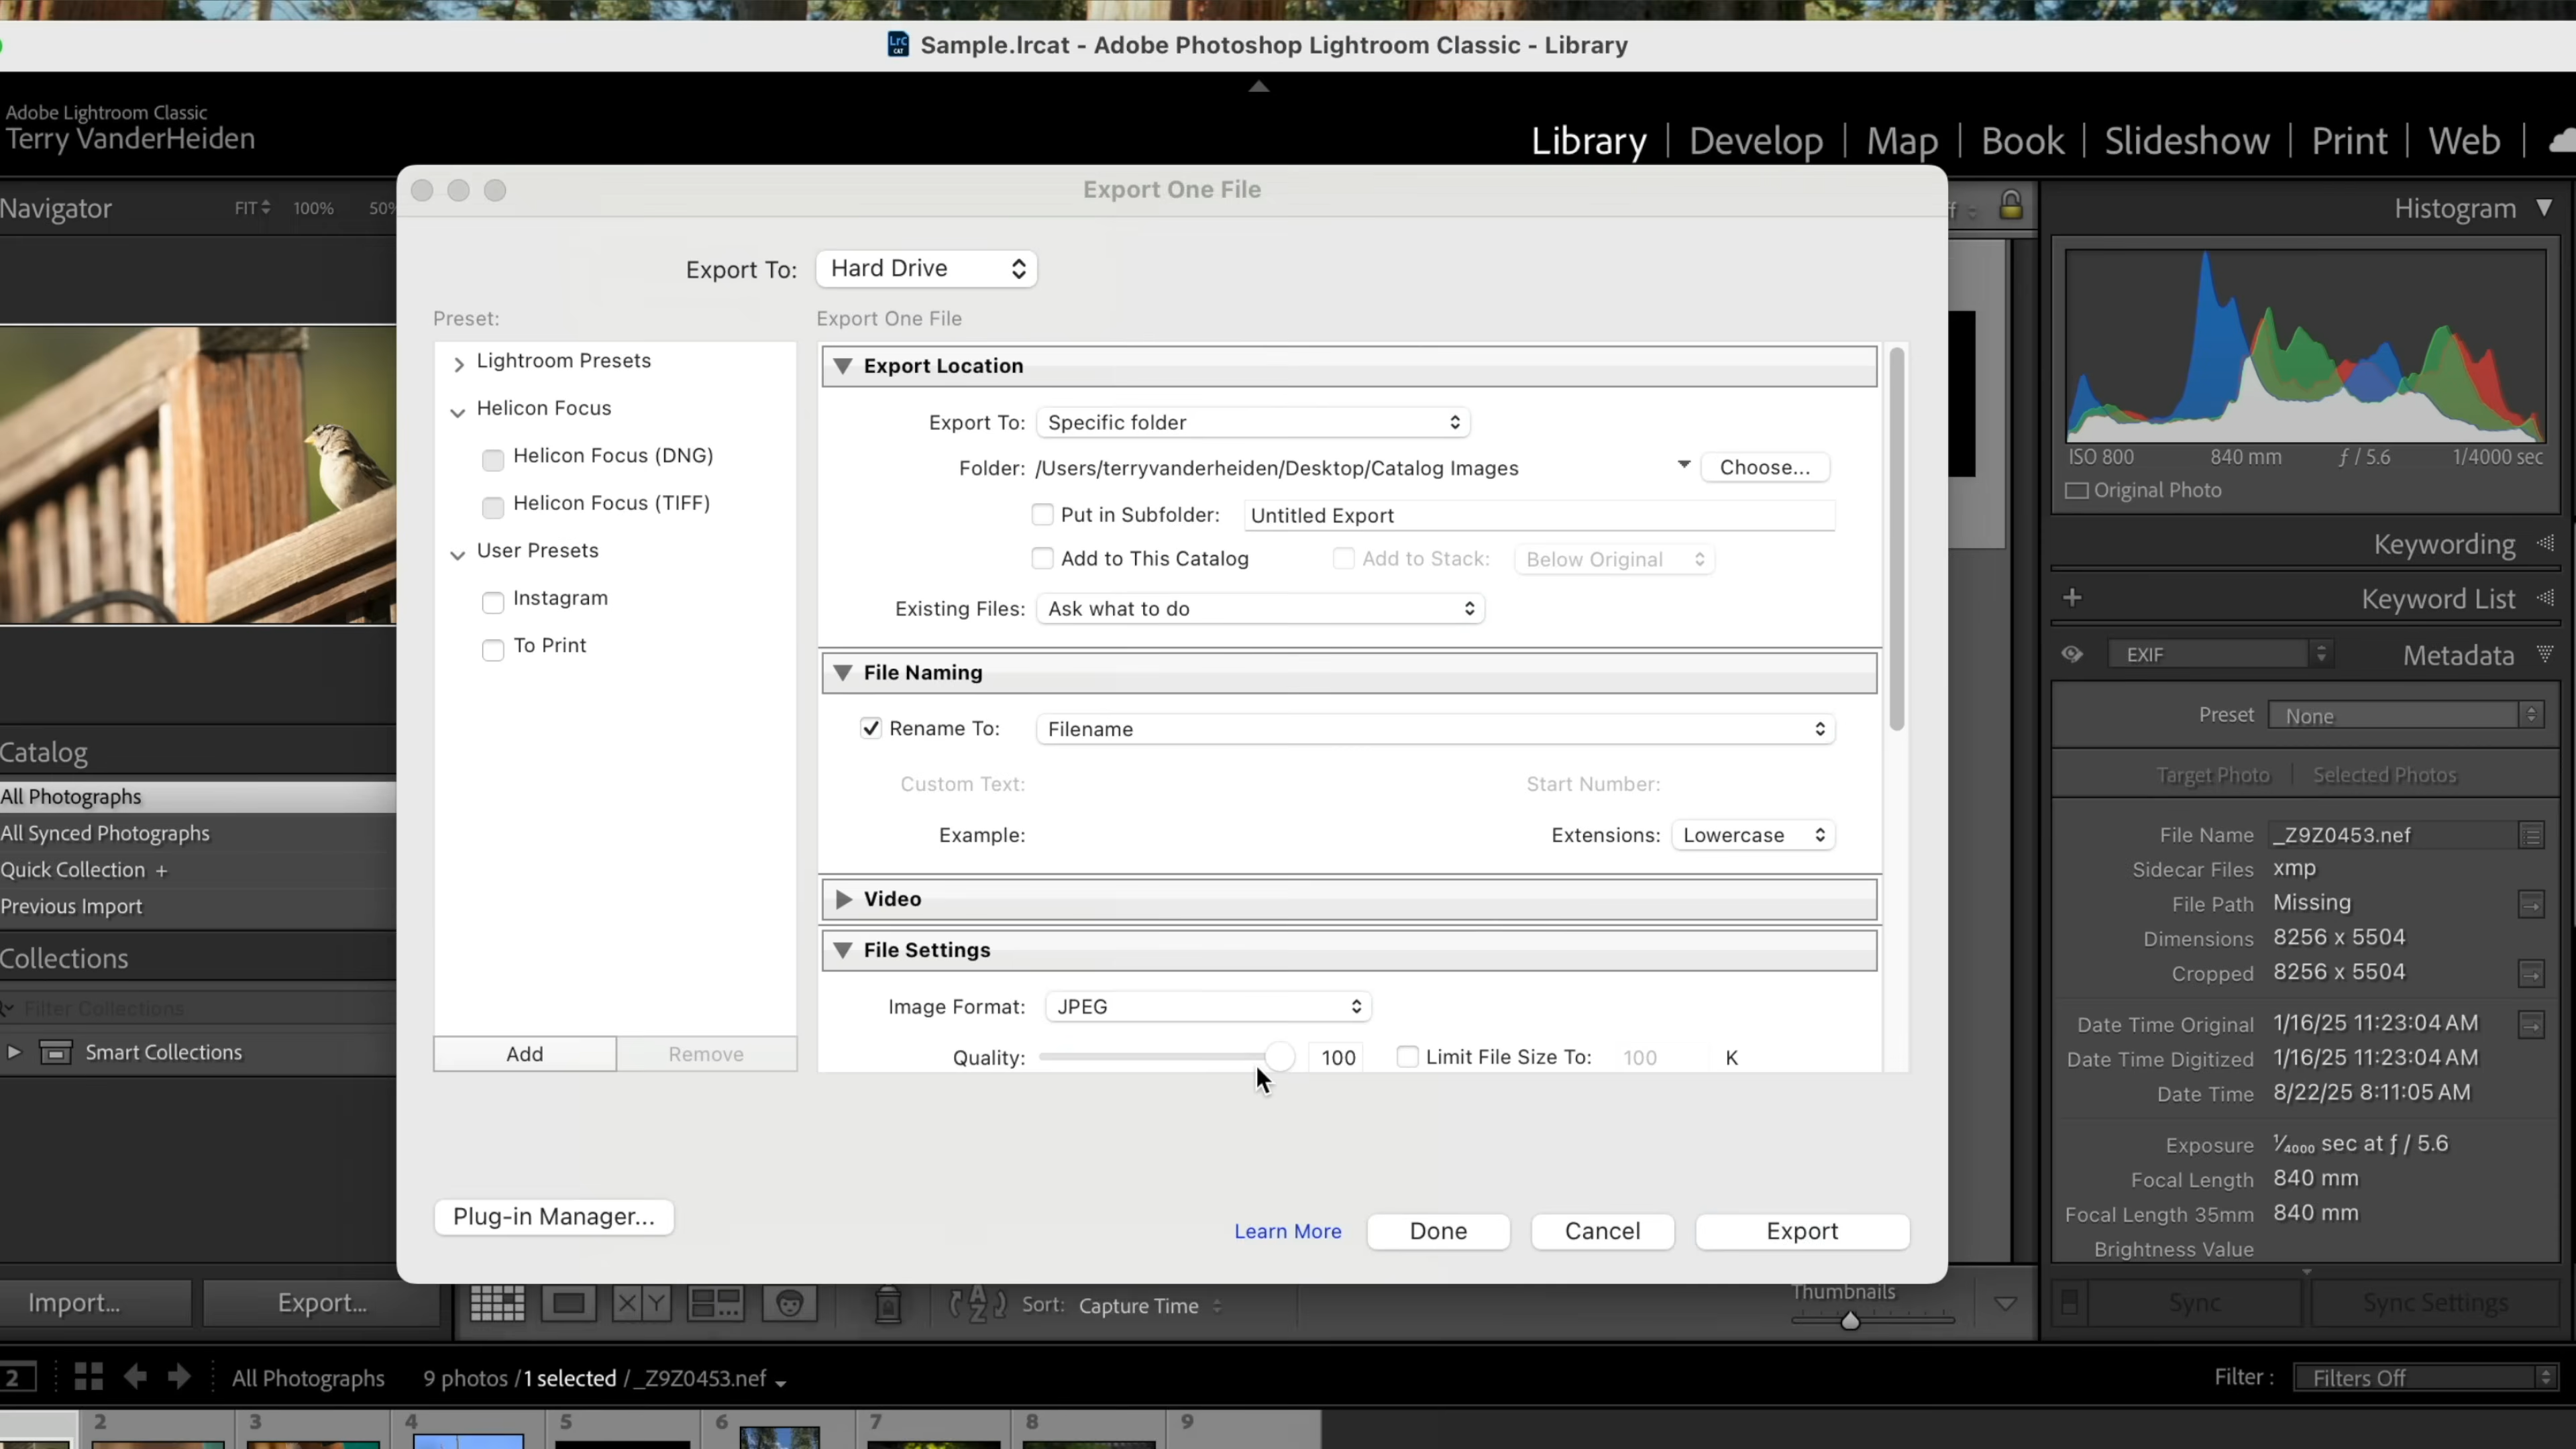 Sample.lrcat - Adobe Photoshop Lightroom Classic - Library
Adobe Lightroom Classic
Terry VanderHeiden
Library | Develop | Map | Book | Slideshow | Print | Web |
Navigator FIT 100% 50%
Export One File
Histogram
Export To: Hard Drive
Preset:
Export One File
Lightroom Presets
Helicon Focus
Helicon Focus (DNG)
Helicon Focus (TIFF)
User Presets
Instagram
To Print
Add Remove
Export Location
Export To: Specific folder
Folder: /Users/terryvanderheiden/Desktop/Catalog Images Choose...
Put in Subfolder: Untitled Export
Add to This Catalog Add to Stack: Below Original
Existing Files: Ask what to do
File Naming
Rename To: Filename
Custom Text: Start Number:
Example: Extensions: Lowercase
Video
File Settings
Image Format: JPEG
Quality: 100 Limit File Size To: 100 K
Plug-in Manager...
Learn More Done Cancel Export
Catalog
All Photographs
All Synced Photographs
Quick Collection +
Previous Import
Collections
Filter Collections
Smart Collections
Import... Export...
ISO 800 840 mm ƒ / 5.6 1/4000 sec
Original Photo
Keywording
+ Keyword List
EXIF Metadata
Preset None
Target Photo Selected Photos
File Name _Z9Z0453.nef
Sidecar Files xmp
File Path Missing
Dimensions 8256 x 5504
Cropped 8256 x 5504
Date Time Original 1/16/25 11:23:04 AM
Date Time Digitized 1/16/25 11:23:04 AM
Date Time 8/22/25 8:11:05 AM
Exposure 1/4000 sec at ƒ / 5.6
Focal Length 840 mm
Focal Length 35mm 840 mm
Brightness Value
X Y Sort: Capture Time Thumbnails
Sync Sync Settings
2 All Photographs 9 photos / 1 selected / _Z9Z0453.nef
Filter : Filters Off
2 3 4 5 6 7 8 9